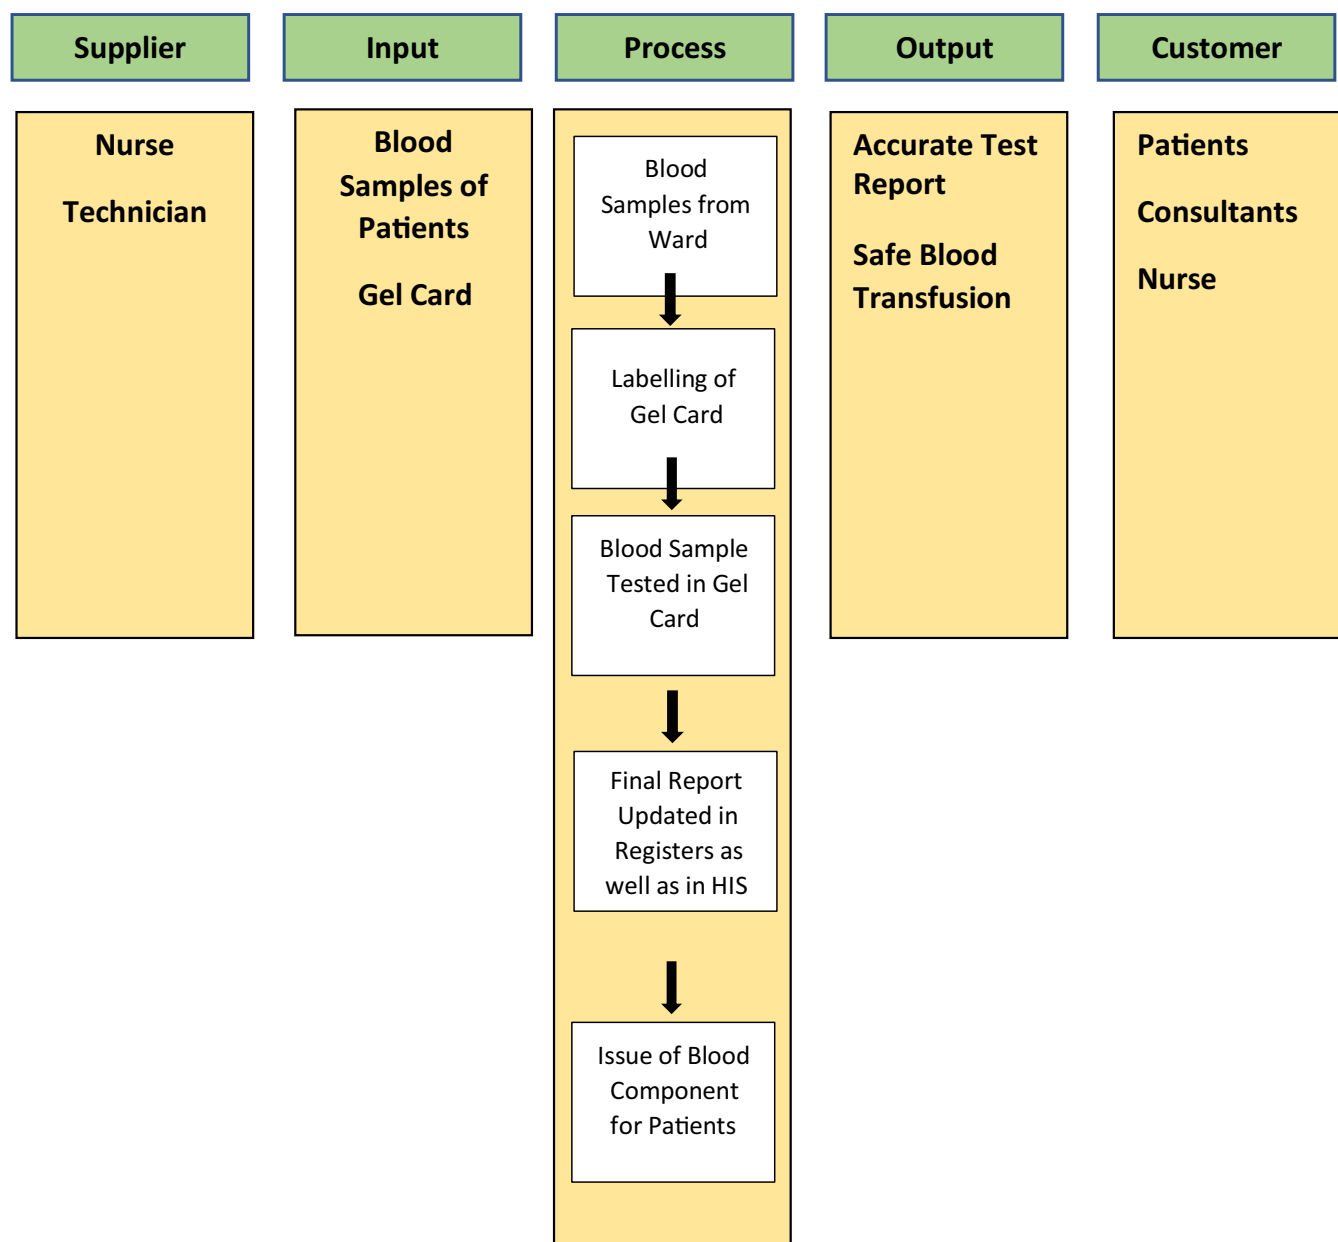 Supplier
Input
Process
Output
Customer
Nurse
Technician
Blood
Samples of
Patients
Gel Card
Blood
Samples from
Ward
Labelling of
Gel Card
Blood Sample
Tested in Gel
Card
Final Report
Updated in
Registers as
well as in HIS
Issue of Blood
Component
for Patients
Accurate Test
Report
Safe Blood
Transfusion
Patients
Consultants
Nurse